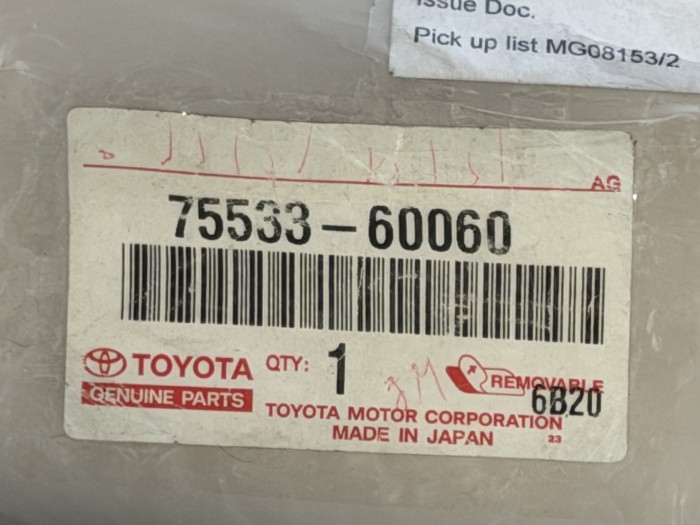 Issue Doc.
Pick up list MG08153/2
AG
75533-60060
TOYOTA QTY: 1 REMOVABLE
GENUINE PARTS 6B20
TOYOTA MOTOR CORPORATION
MADE IN JAPAN 23